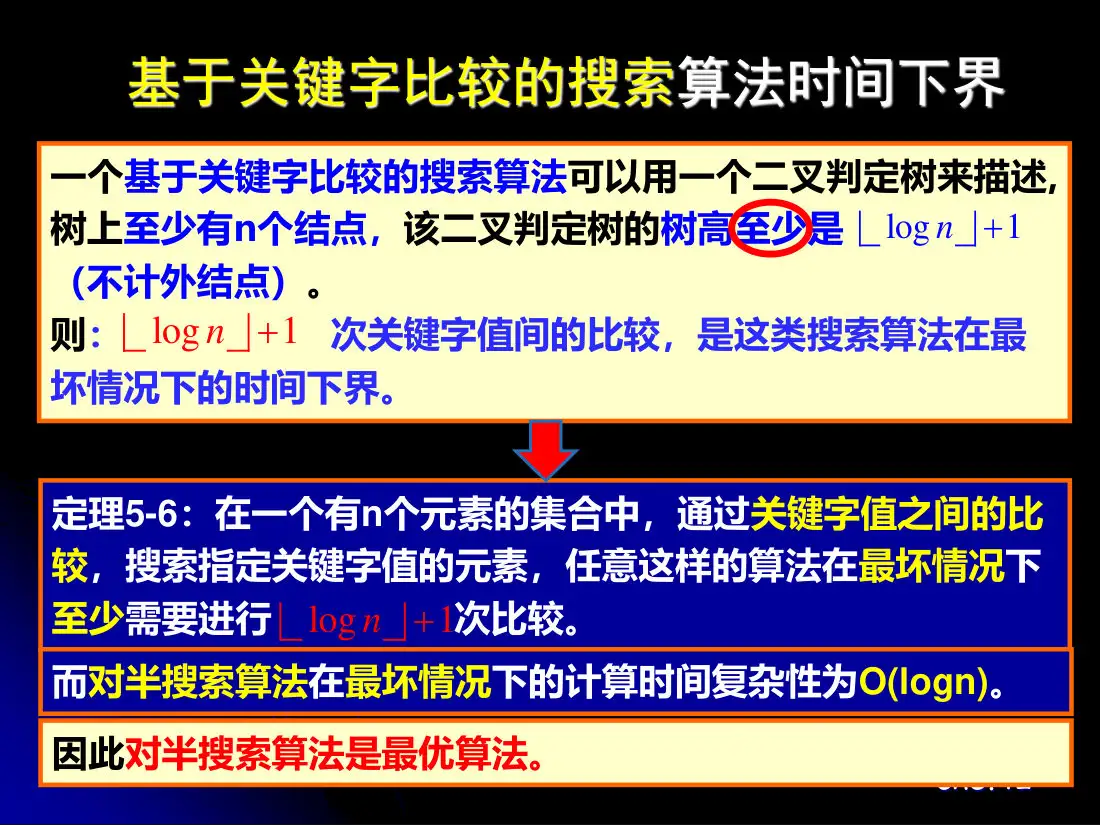 基于关键字比较的搜索算法时间下界
一个基于关键字比较的搜索算法可以用一个二叉判定树来描述,
树上至少有n个结点，该二叉判定树的树高至少是 ⌊log n⌋+1
（不计外结点）。
则：⌊log n⌋+1 次关键字值间的比较，是这类搜索算法在最
坏情况下的时间下界。
定理5-6：在一个有n个元素的集合中，通过关键字值之间的比
较，搜索指定关键字值的元素，任意这样的算法在最坏情况下
至少需要进行⌊log n⌋+1次比较。
而对半搜索算法在最坏情况下的计算时间复杂性为O(logn)。
因此对半搜索算法是最优算法。